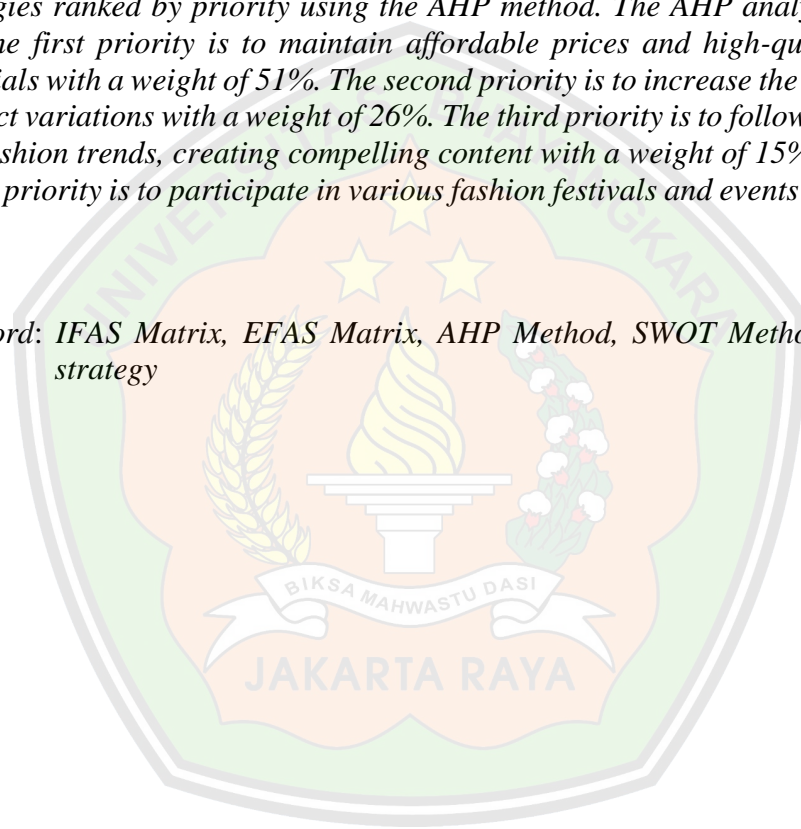 gies ranked by priority using the AHP method. The AHP analy
he first priority is to maintain affordable prices and high-qu
ials with a weight of 51%. The second priority is to increase the
ct variations with a weight of 26%. The third priority is to follow
shion trends, creating compelling content with a weight of 15%
priority is to participate in various fashion festivals and events
ord: IFAS Matrix, EFAS Matrix, AHP Method, SWOT Metho
strategy
UNIVERSITAS BHAYANGKARA
BIKSA MAHWASTU DASI
JAKARTA RAYA